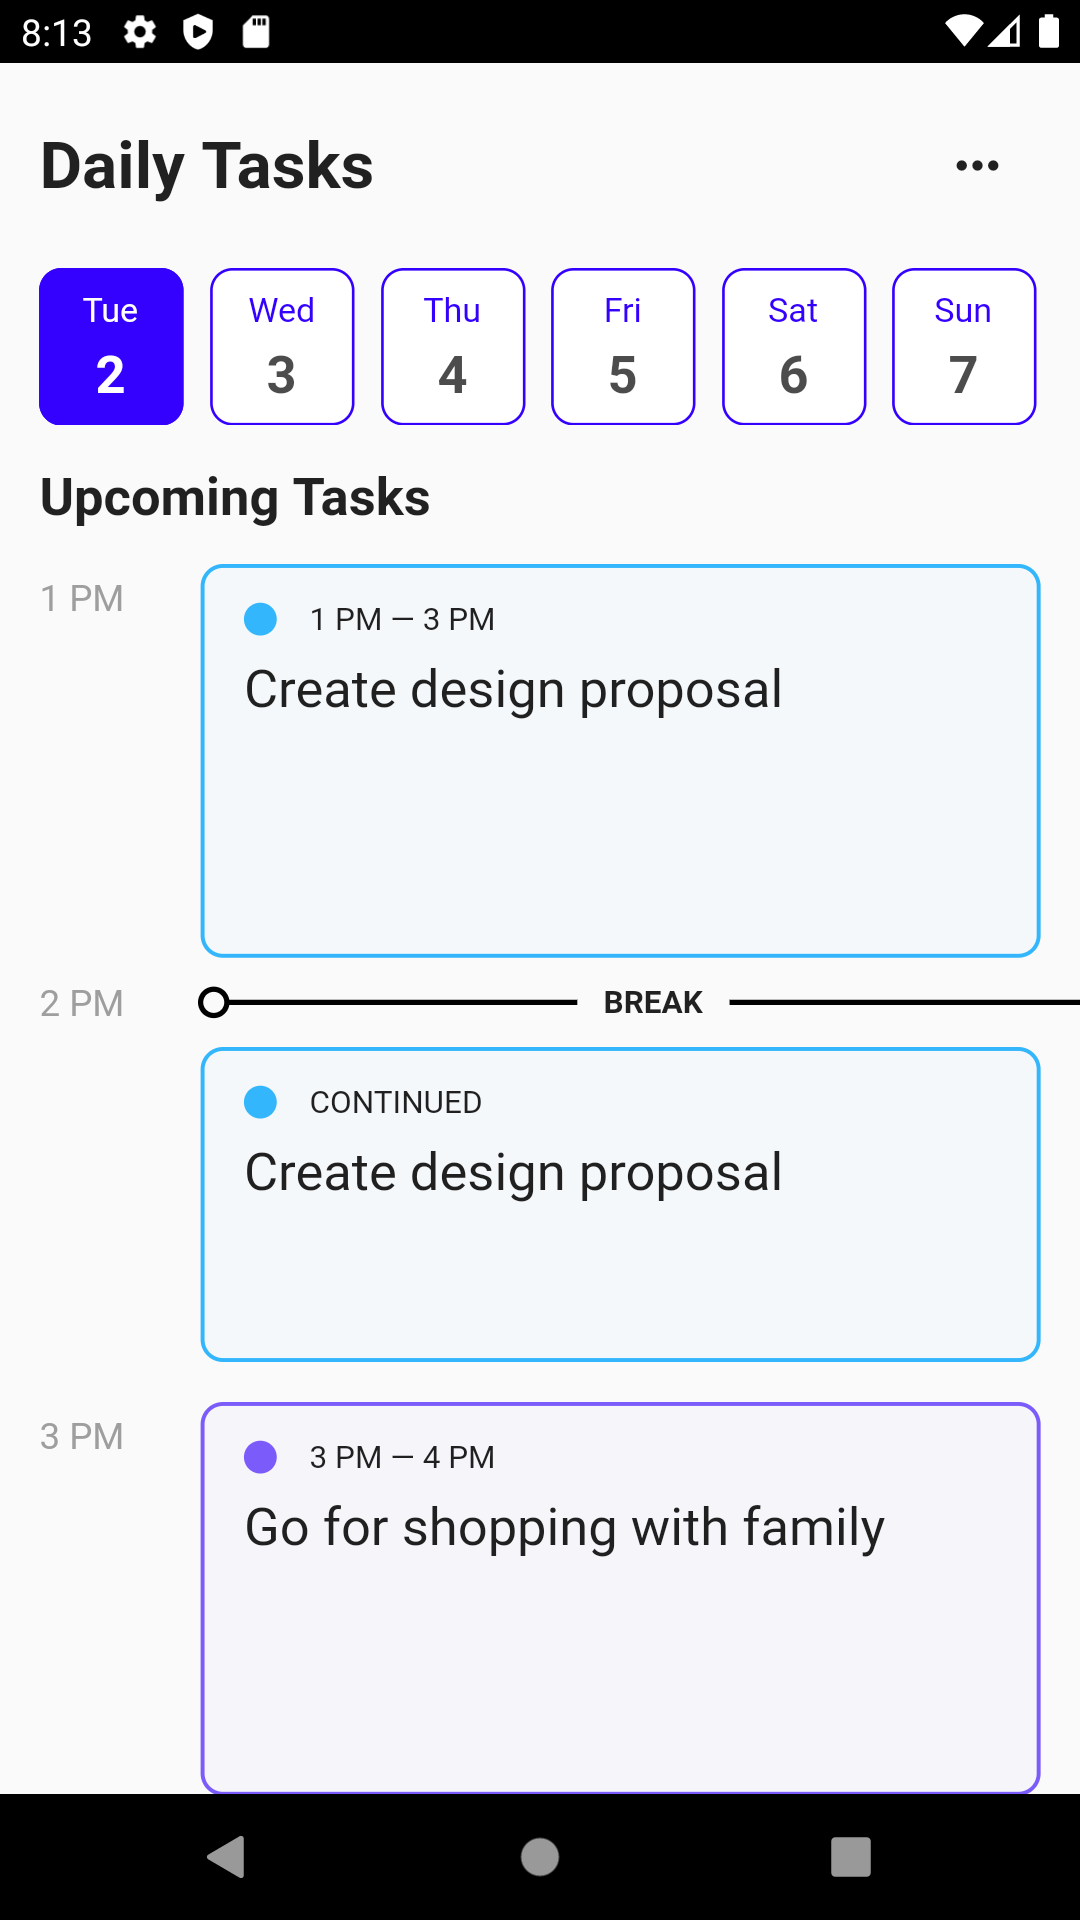 8:13
Daily Tasks
Tue Wed Thu Fri Sat Sun
2 3 4 5 6 7
Upcoming Tasks
1 PM
1 PM — 3 PM
Create design proposal
2 PM
BREAK
CONTINUED
Create design proposal
3 PM
3 PM — 4 PM
Go for shopping with family